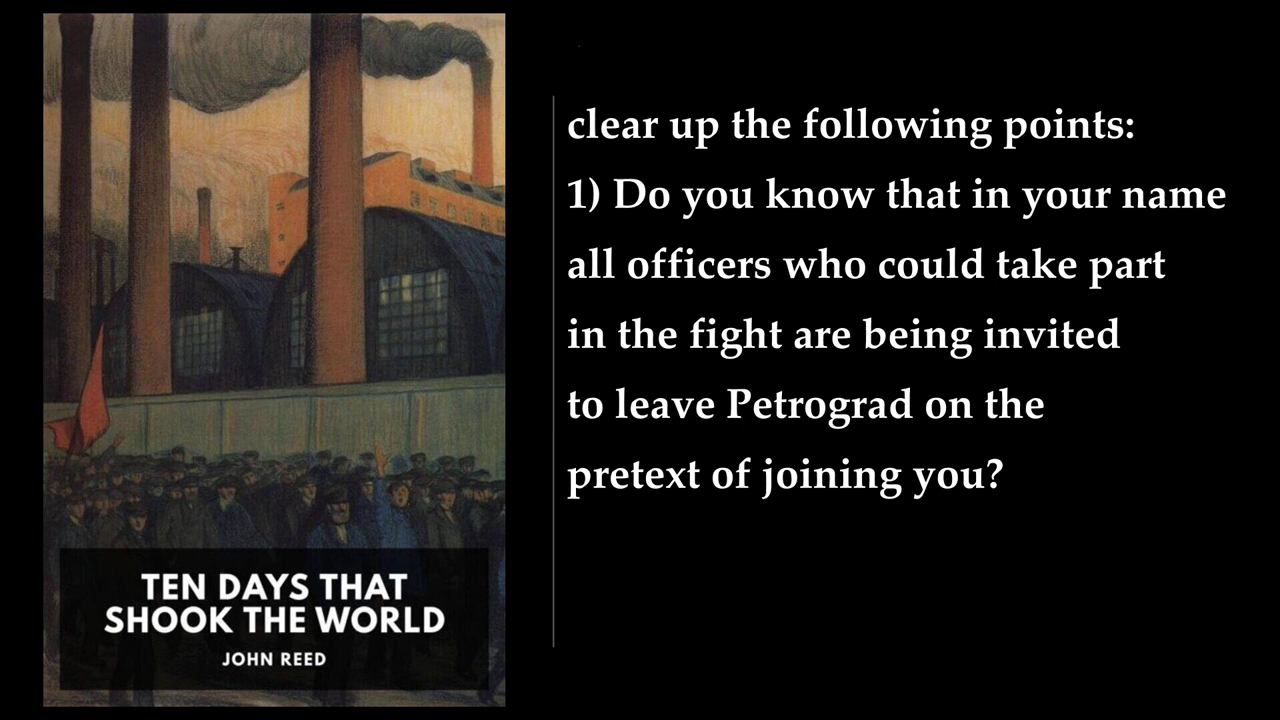 TEN DAYS THAT
SHOOK THE WORLD
JOHN REED
clear up the following points:
1) Do you know that in your name
all officers who could take part
in the fight are being invited
to leave Petrograd on the
pretext of joining you?